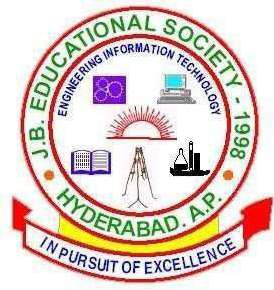 J.B. EDUCATIONAL SOCIETY - 1998
ENGINEERING INFORMATION TECHNOLOGY
HYDERABAD. A.P.
IN PURSUIT OF EXCELLENCE